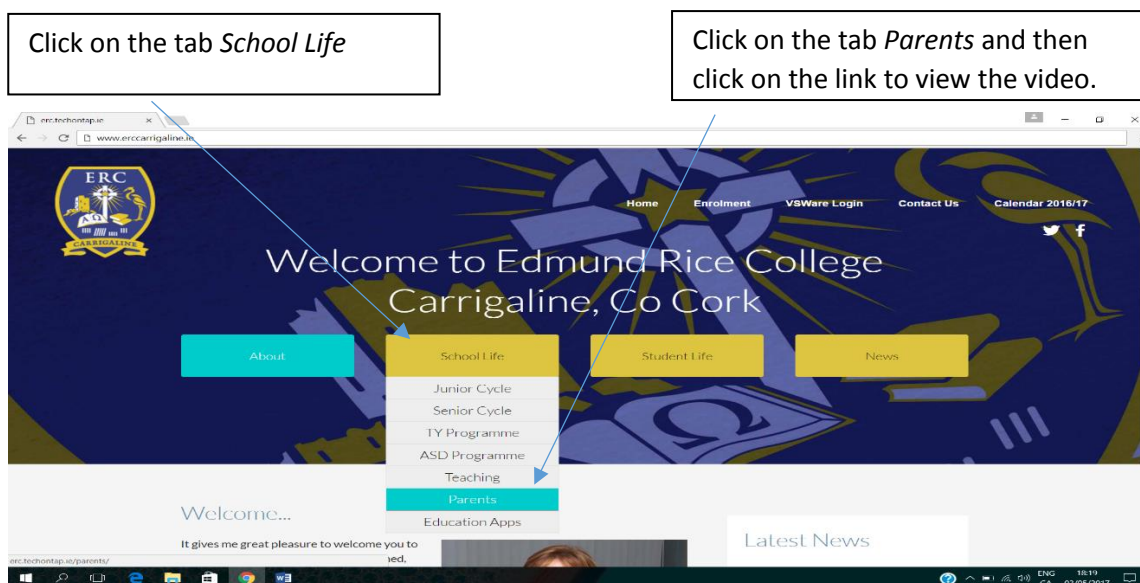 Click on the tab School Life
Click on the tab Parents and then
click on the link to view the video.
erc.techontap.ie
www.erccarrigaline.ie
ERC
CARRIGALINE
Home Enrolment VSWare Login Contact Us Calendar 2016/17
Welcome to Edmund Rice College
Carrigaline, Co Cork
About School Life Student Life News
Junior Cycle
Senior Cycle
TY Programme
ASD Programme
Teaching
Parents
Education Apps
Welcome...
It gives me great pleasure to welcome you to
Latest News
erc.techontap.ie/parents/
ENG 18:19
GA 03/05/2017